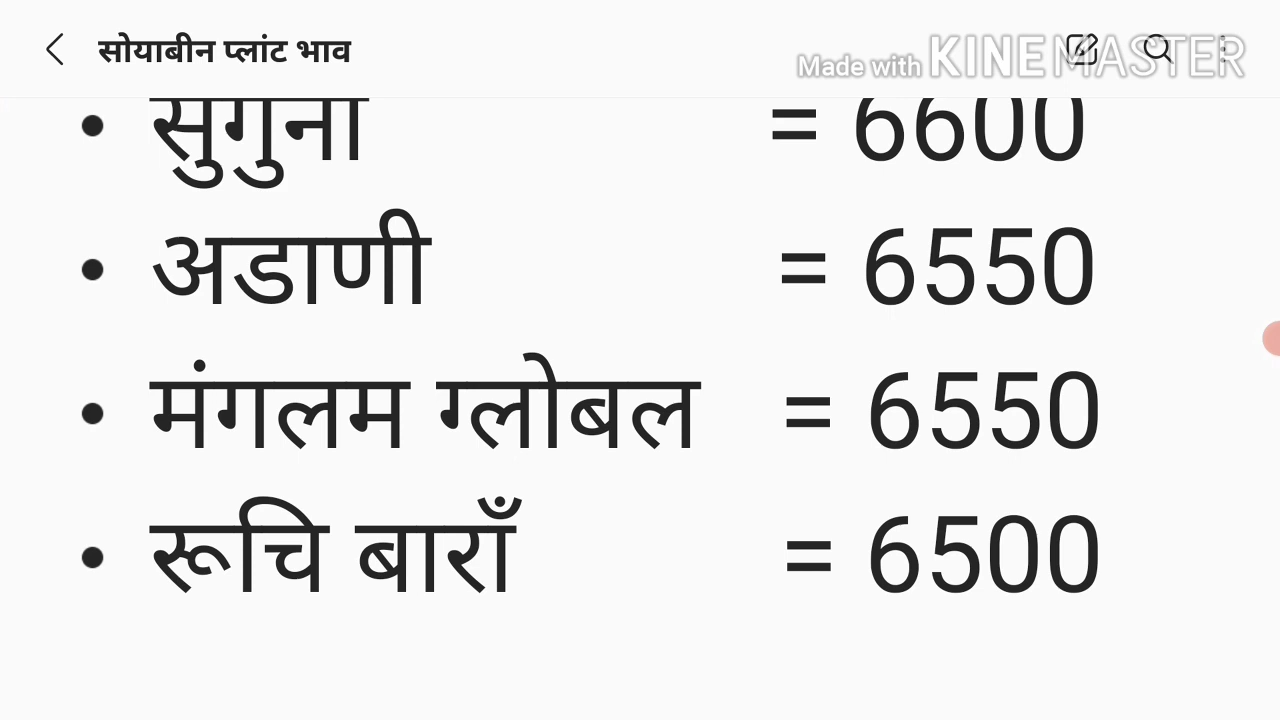 सोयाबीन प्लांट भाव
Made with KINEMASTER
• सुगुना = 6600
• अडाणी = 6550
• मंगलम ग्लोबल = 6550
• रूचि बाराँ = 6500